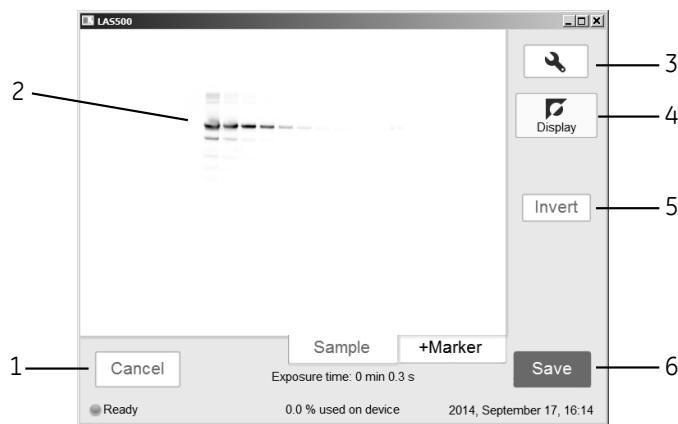 LAS500
2
3
Display
4
Invert
5
Sample
+Marker
1
Cancel
Exposure time: 0 min 0.3 s
Save
6
Ready
0.0 % used on device
2014, September 17, 16:14